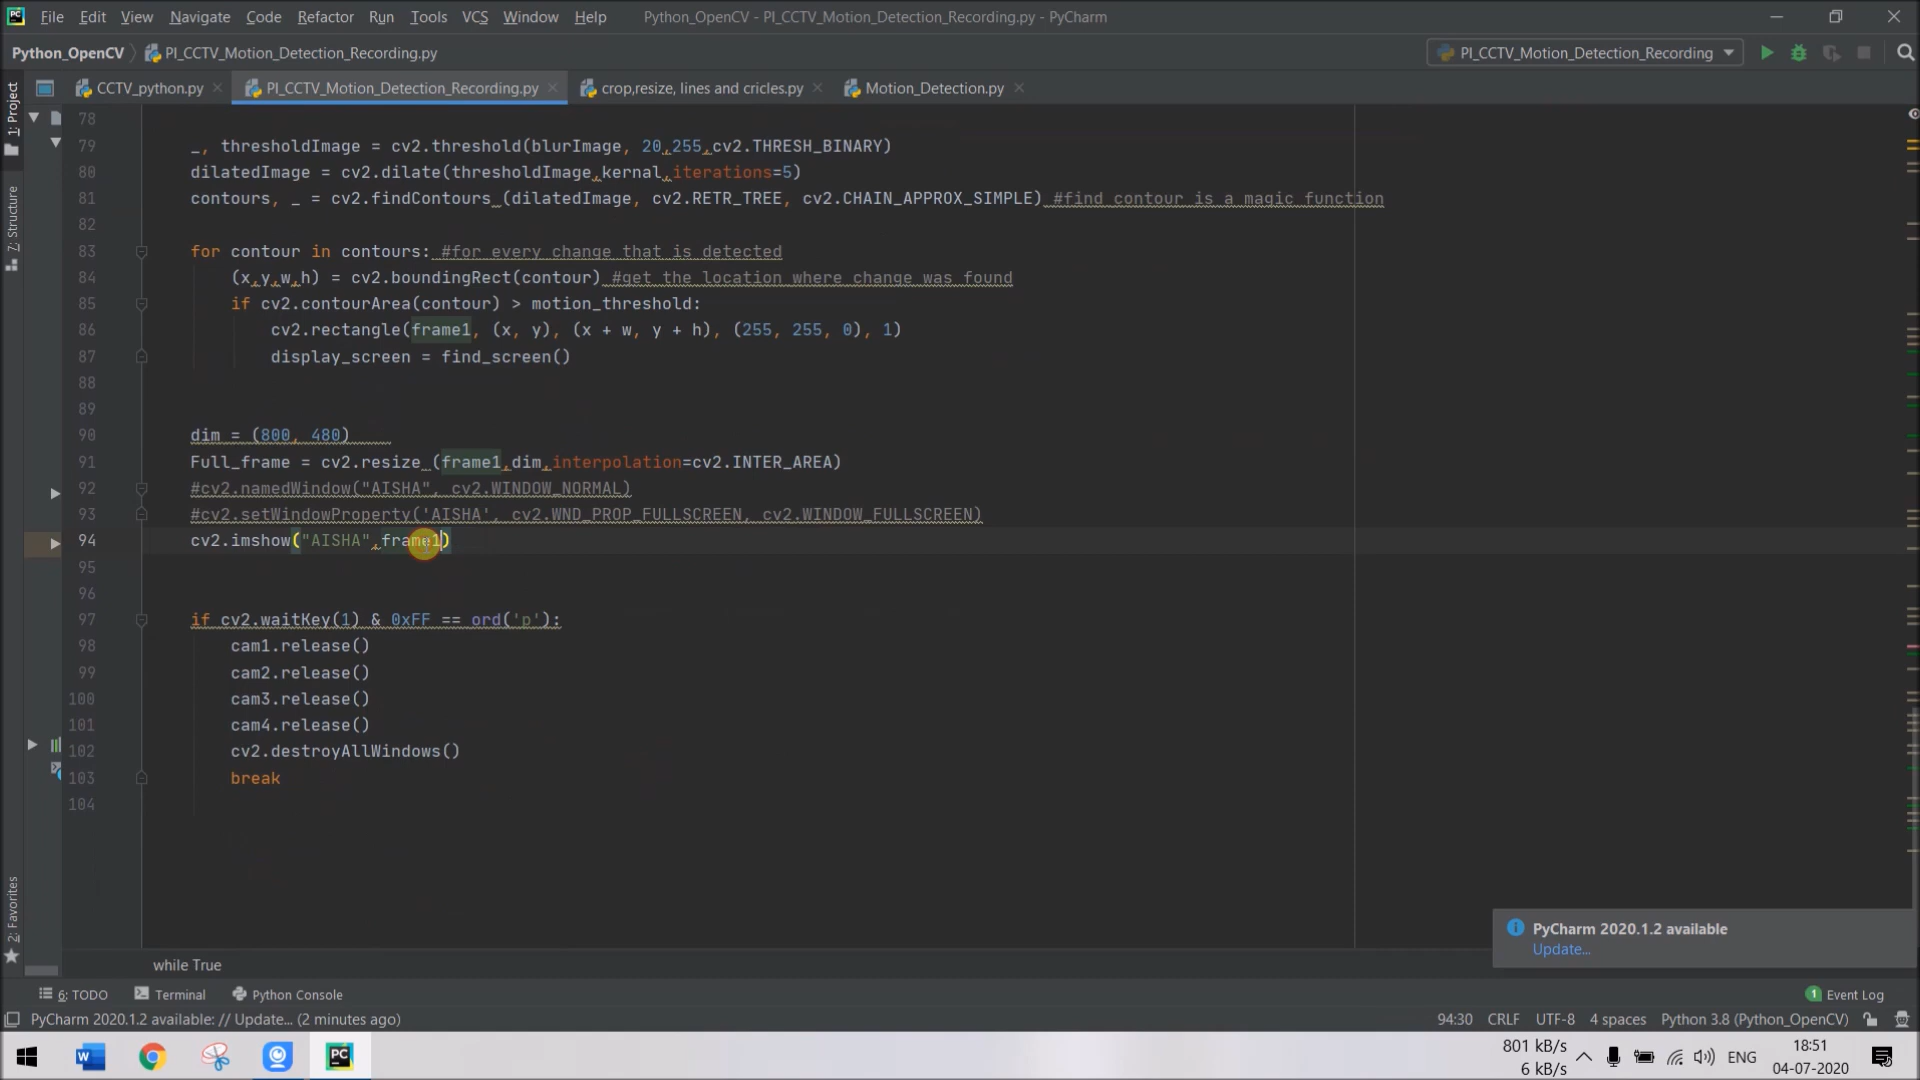 File Edit View Navigate Code Refactor Run Tools VCS Window Help Python_OpenCV - PI_CCTV_Motion_Detection_Recording.py - PyCharm
Python_OpenCV PI_CCTV_Motion_Detection_Recording.py PI_CCTV_Motion_Detection_Recording
CCTV_python.py PI_CCTV_Motion_Detection_Recording.py crop,resize, lines and cricles.py Motion_Detection.py
1: Project
7: Structure
2: Favorites
78
79 _, thresholdImage = cv2.threshold(blurImage, 20,255,cv2.THRESH_BINARY)
80 dilatedImage = cv2.dilate(thresholdImage,kernal,iterations=5)
81 contours, _ = cv2.findContours (dilatedImage, cv2.RETR_TREE, cv2.CHAIN_APPROX_SIMPLE) #find contour is a magic function
82
83 for contour in contours: #for every change that is detected
84 (x,y,w,h) = cv2.boundingRect(contour) #get the location where change was found
85 if cv2.contourArea(contour) > motion_threshold:
86 cv2.rectangle(frame1, (x, y), (x + w, y + h), (255, 255, 0), 1)
87 display_screen = find_screen()
88
89
90 dim = (800, 480)
91 Full_frame = cv2.resize (frame1,dim,interpolation=cv2.INTER_AREA)
92 #cv2.namedWindow("AISHA", cv2.WINDOW_NORMAL)
93 #cv2.setWindowProperty('AISHA', cv2.WND_PROP_FULLSCREEN, cv2.WINDOW_FULLSCREEN)
94 cv2.imshow("AISHA",frame1)
95
96
97 if cv2.waitKey(1) & 0xFF == ord('p'):
98 cam1.release()
99 cam2.release()
100 cam3.release()
101 cam4.release()
102 cv2.destroyAllWindows()
103 break
104
PyCharm 2020.1.2 available
Update...
while True
6: TODO Terminal Python Console 1 Event Log
PyCharm 2020.1.2 available: // Update... (2 minutes ago) 94:30 CRLF UTF-8 4 spaces Python 3.8 (Python_OpenCV)
801 kB/s
6 kB/s
ENG
18:51
04-07-2020